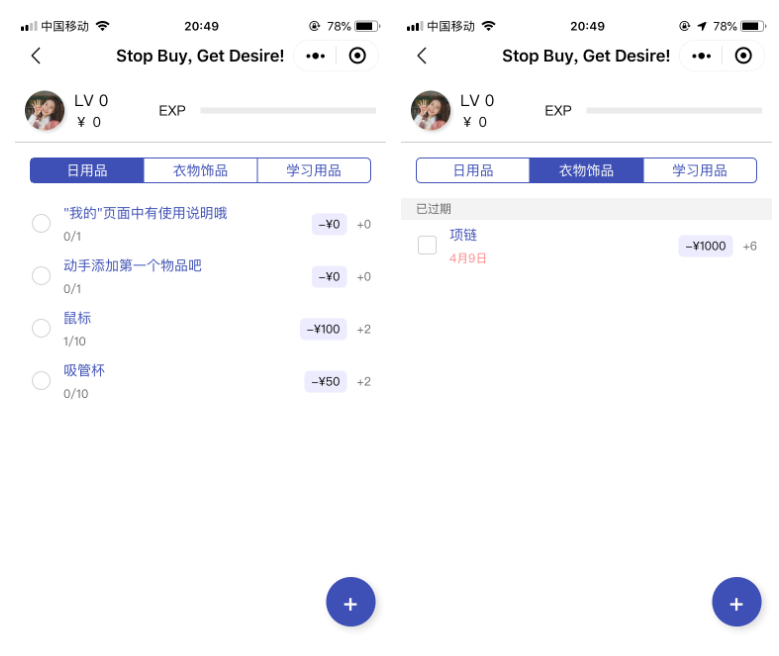 中国移动 20:49 78%
Stop Buy, Get Desire!
LV 0
¥ 0
EXP
日用品 衣物饰品 学习用品
"我的"页面中有使用说明哦
0/1
-¥0 +0
动手添加第一个物品吧
0/1
-¥0 +0
鼠标
1/10
-¥100 +2
吸管杯
0/10
-¥50 +2
+
中国移动 20:49 78%
Stop Buy, Get Desire!
LV 0
¥ 0
EXP
日用品 衣物饰品 学习用品
已过期
项链
4月9日
-¥1000 +6
+